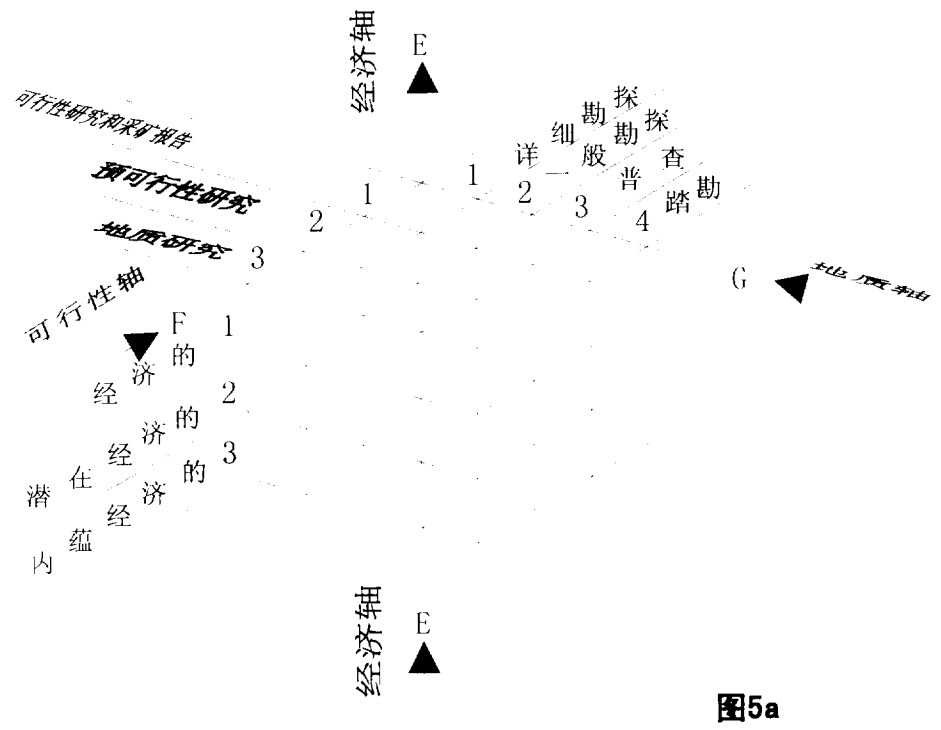 经济轴
E
可行性研究和采矿报告
预可行性研究
地质研究
1
2
3
1
2
3
4
详细勘探
一般勘探
普查
踏勘
G
地质轴
可行性轴
F
经济的
1
潜在经济的
2
内蕴经济的
3
经济轴
E
图5a